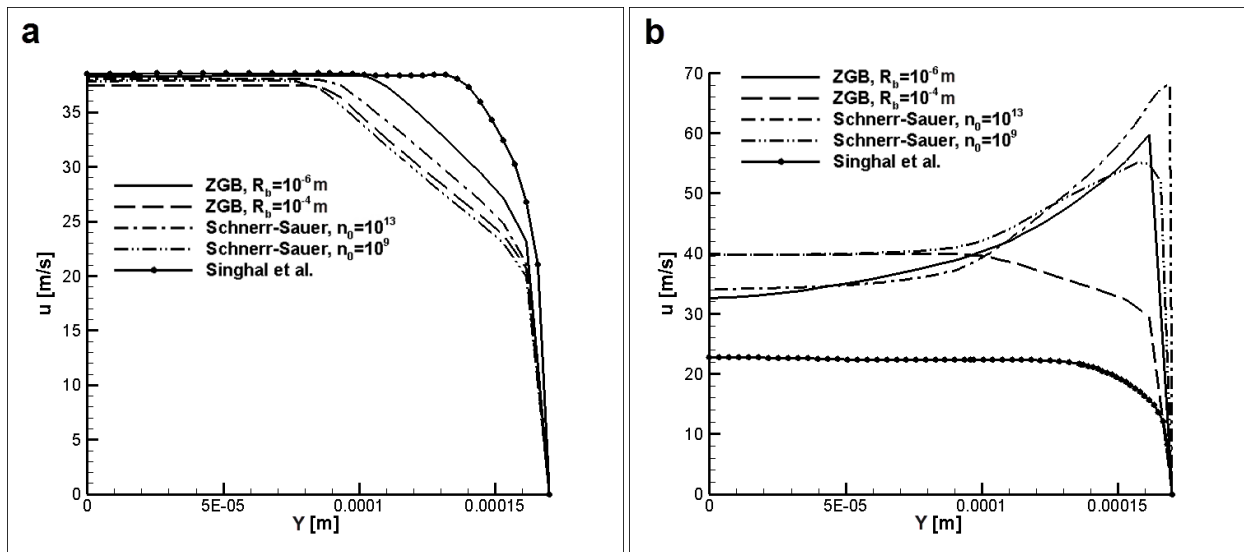 a
u [m/s]
35
30
25
20
15
10
5
0
ZGB, R_b=10^-6 m
ZGB, R_b=10^-4 m
Schnerr-Sauer, n_0=10^13
Schnerr-Sauer, n_0=10^9
Singhal et al.
0 5E-05 0.0001 0.00015
Y [m]
b
u [m/s]
70
60
50
40
30
20
10
0
ZGB, R_b=10^-6 m
ZGB, R_b=10^-4 m
Schnerr-Sauer, n_0=10^13
Schnerr-Sauer, n_0=10^9
Singhal et al.
0 5E-05 0.0001 0.00015
Y [m]